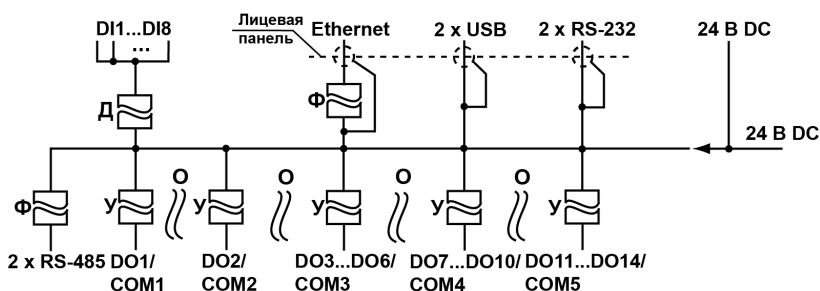 Лицевая
панель
DI1...DI8
...
Ethernet
2 x USB
2 x RS-232
24 В DC
Д
Ф
24 В DC
О
О
О
О
Ф
У
У
У
У
У
2 x RS-485
DO1/
COM1
DO2/
COM2
DO3...DO6/
COM3
DO7...DO10/
COM4
DO11...DO14/
COM5